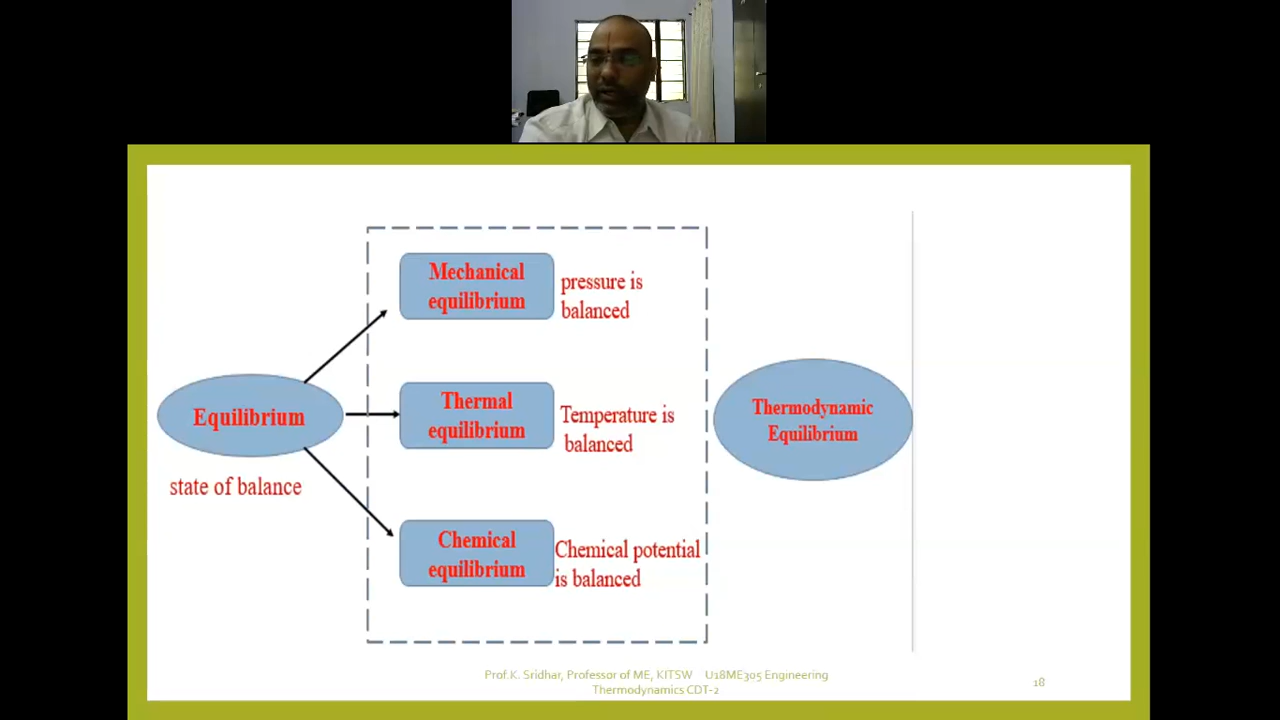 Mechanical
equilibrium
pressure is
balanced
Equilibrium
state of balance
Thermal
equilibrium
Temperature is
balanced
Thermodynamic
Equilibrium
Chemical
equilibrium
Chemical potential
is balanced
Prof.K. Sridhar, Professor of ME, KITSW U18ME305 Engineering
Thermodynamics CDT-2
18